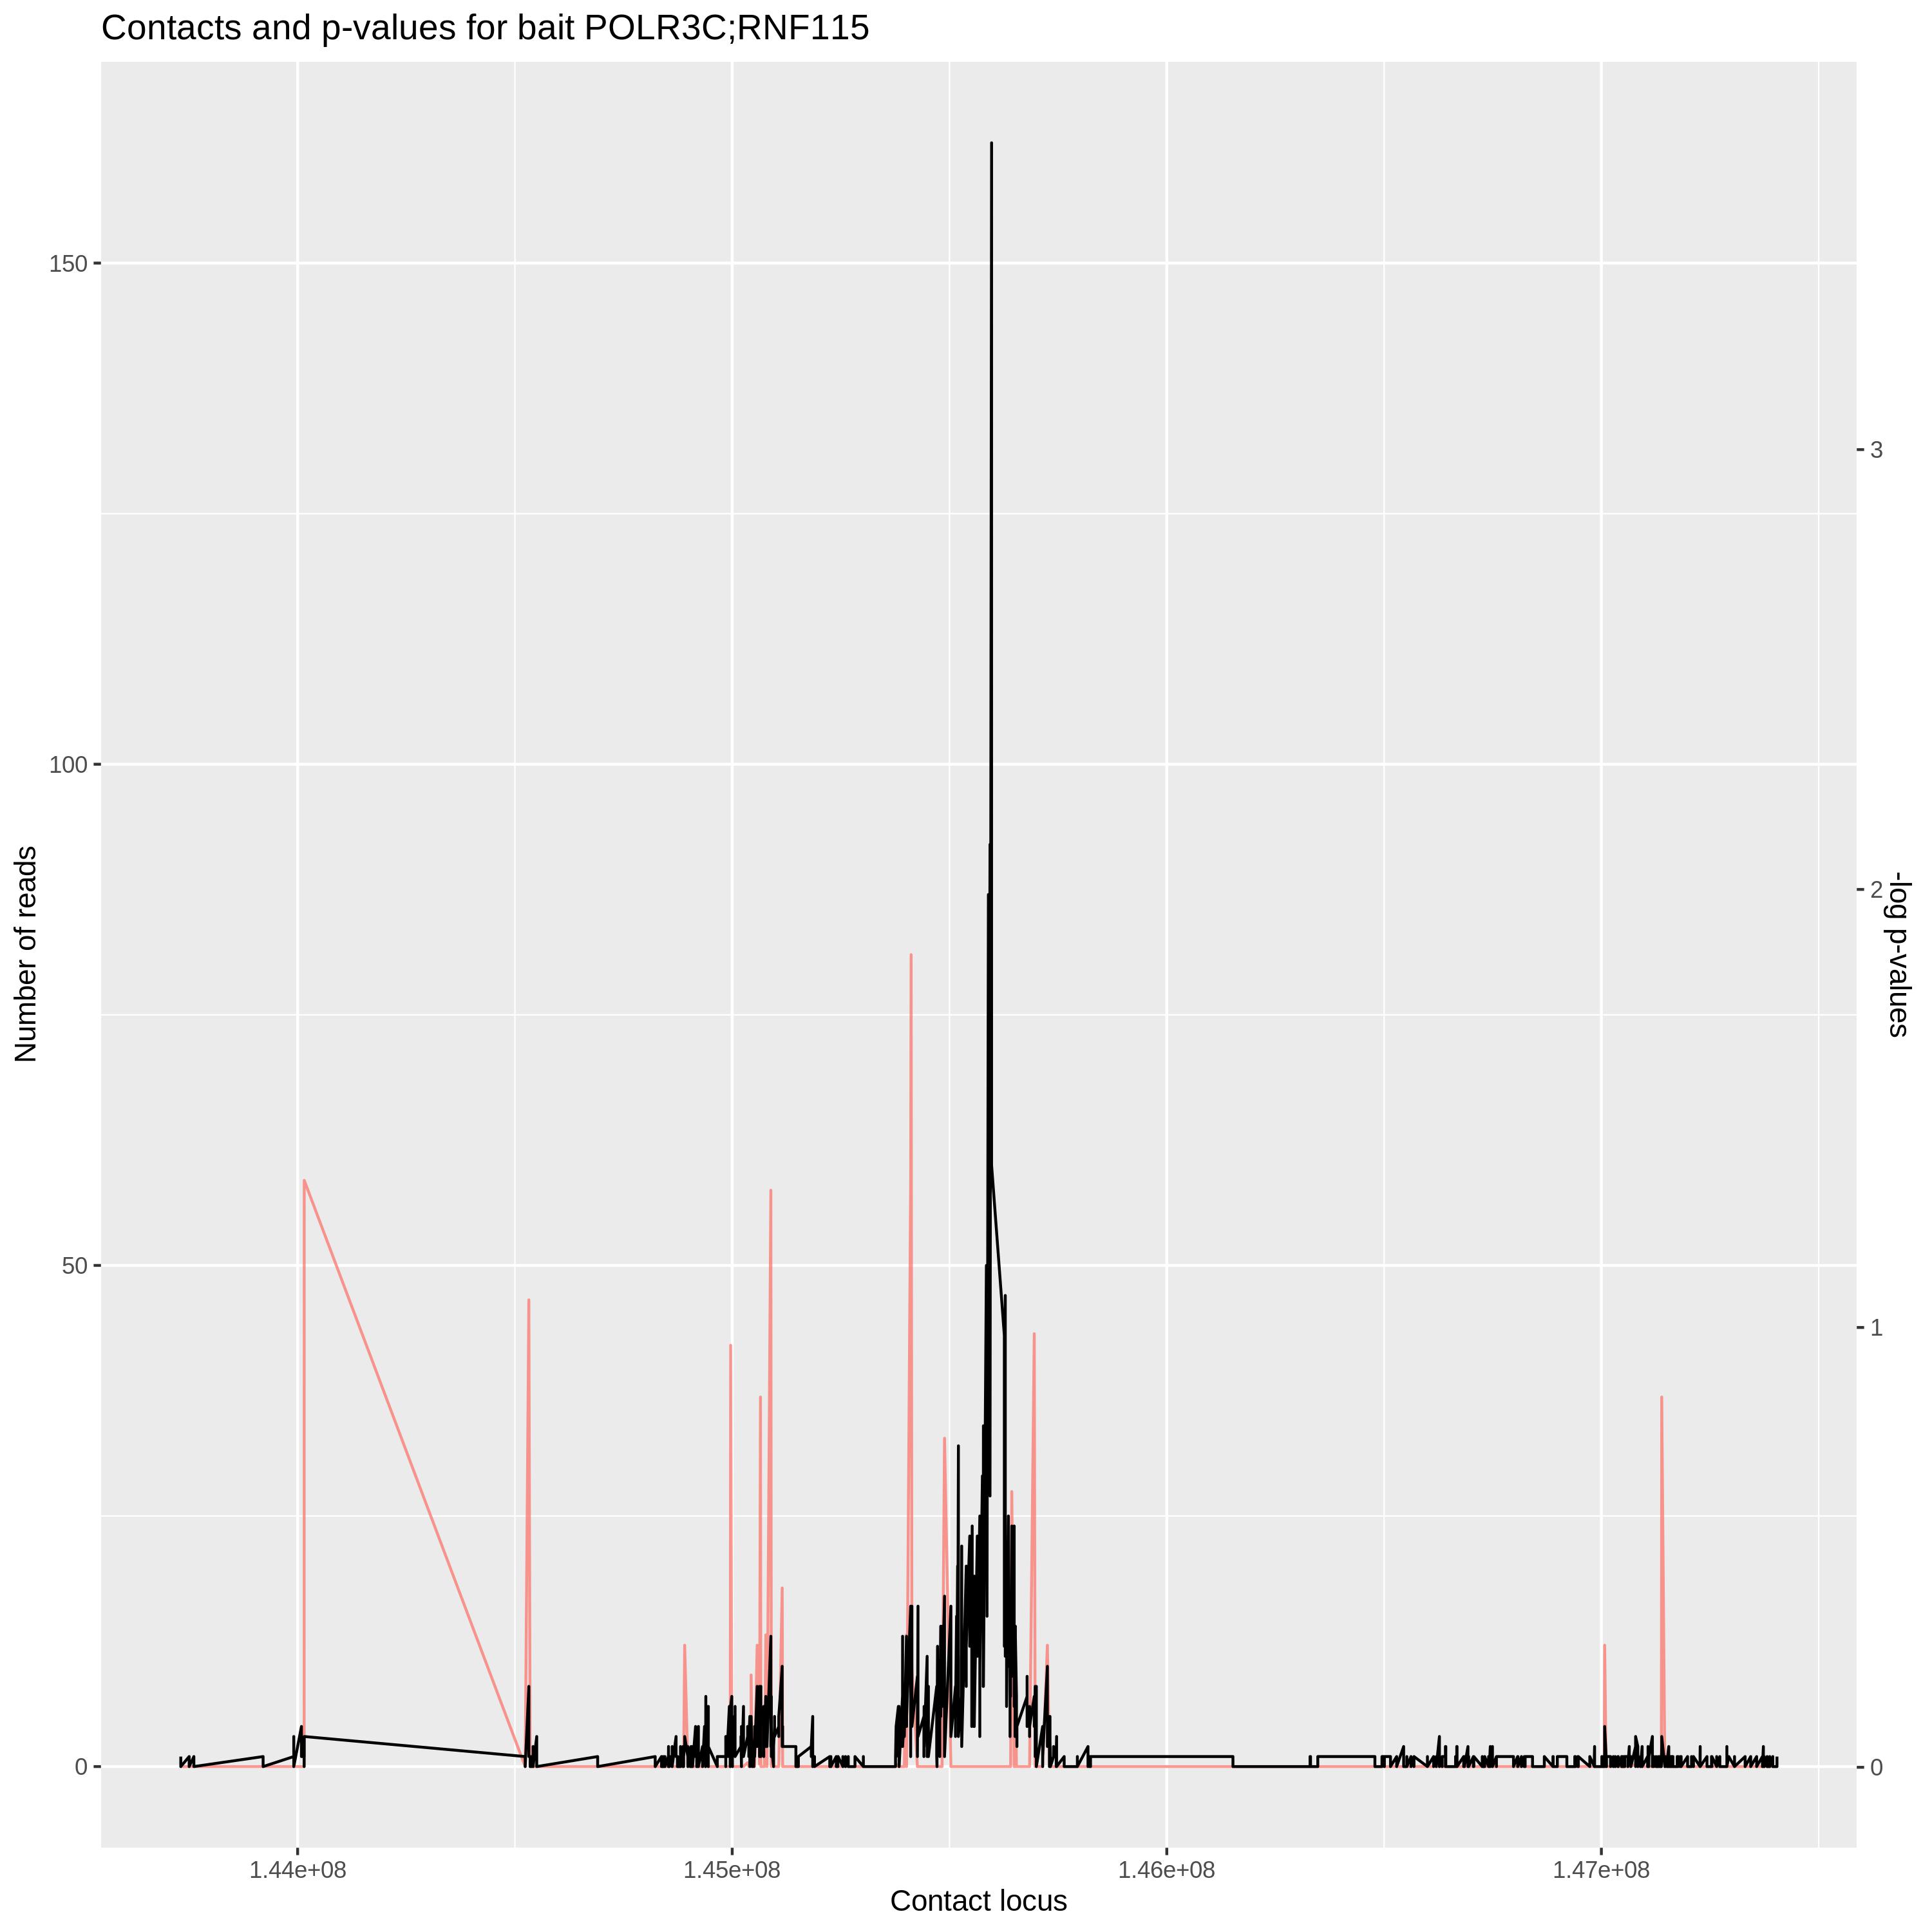 Contacts and p-values for bait POLR3C;RNF115
Number of reads
150
100
50
0
3
2
1
0
-log p-values
1.44e+08
1.45e+08
1.46e+08
1.47e+08
Contact locus